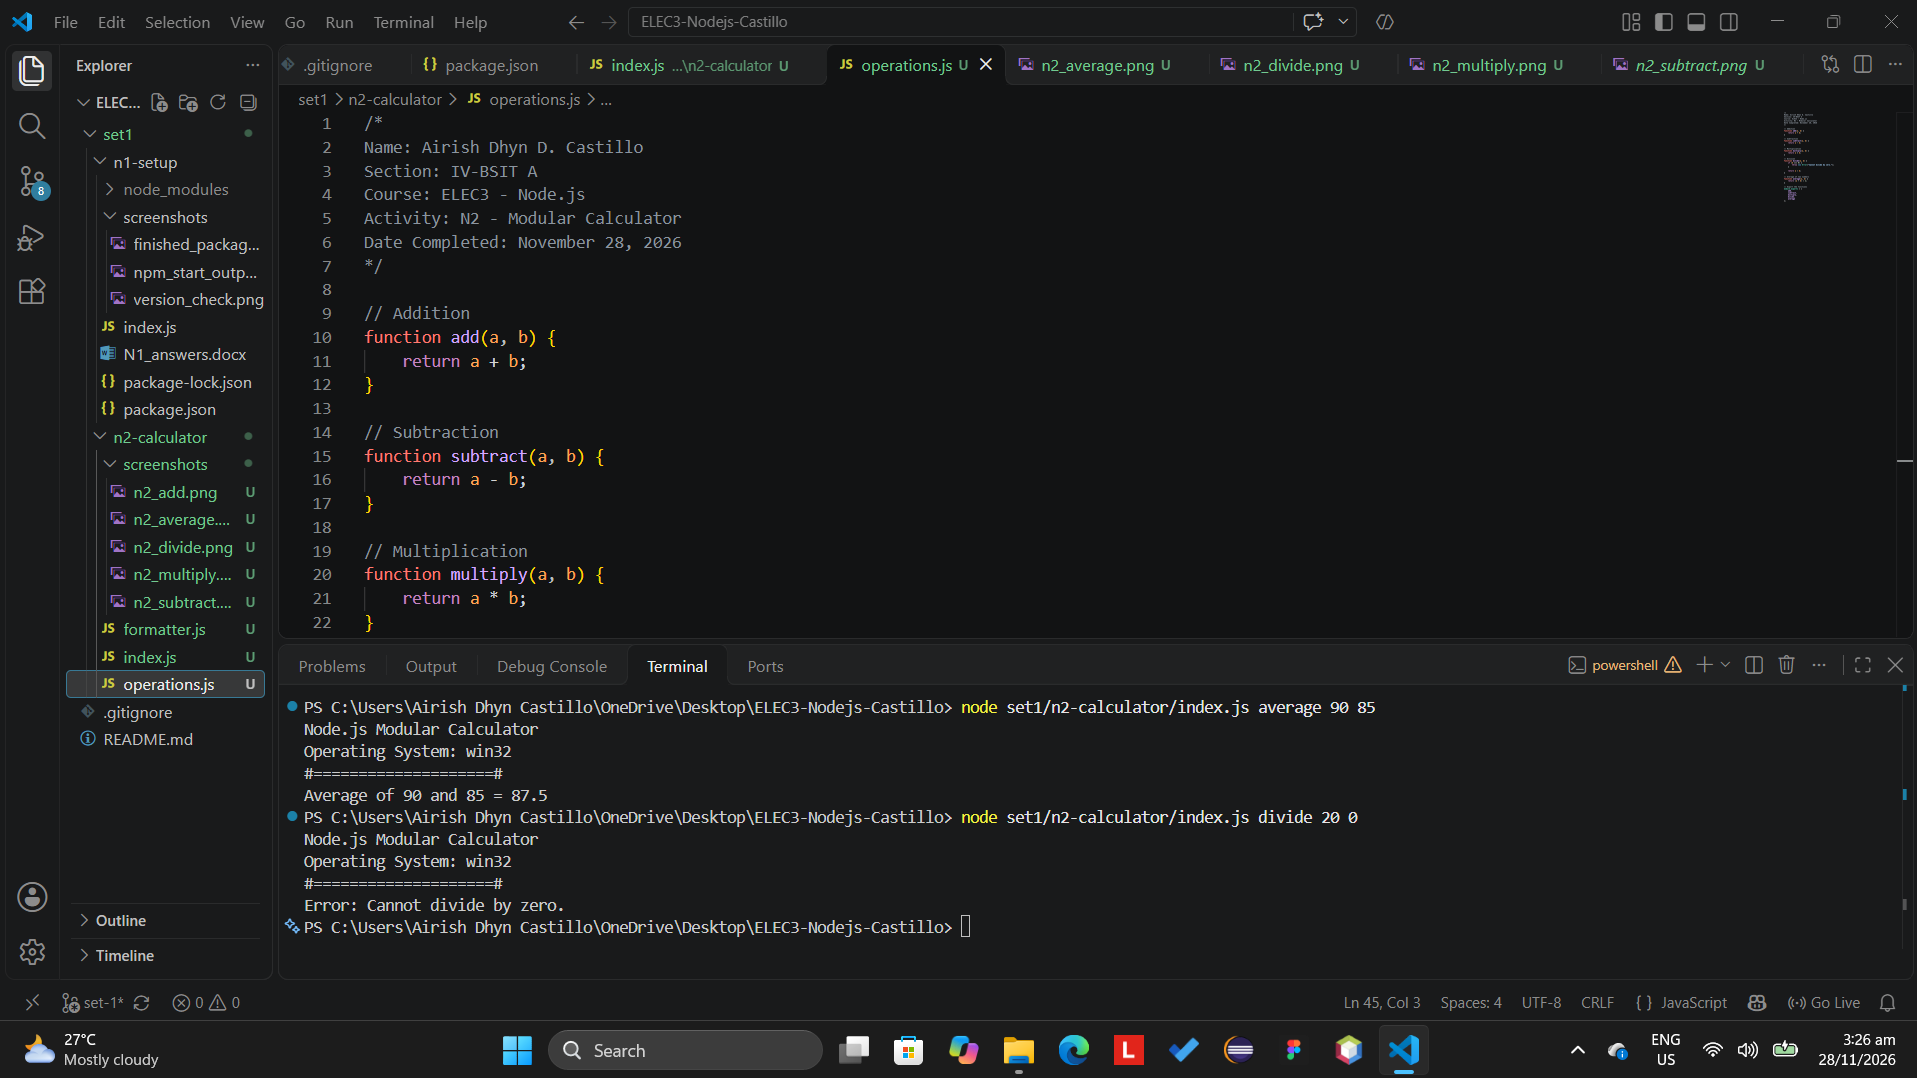 File Edit Selection View Go Run Terminal Help
ELEC3-Nodejs-Castillo
Explorer
ELEC...
set1
n1-setup
node_modules
screenshots
finished_packag...
npm_start_outp...
version_check.png
JS index.js
N1_answers.docx
{} package-lock.json
{} package.json
n2-calculator
screenshots
n2_add.png U
n2_average.... U
n2_divide.png U
n2_multiply.... U
n2_subtract.... U
JS formatter.js U
JS index.js U
JS operations.js U
.gitignore
README.md
Outline
Timeline
8
.gitignore
{} package.json
JS index.js ...\n2-calculator U
JS operations.js U
n2_average.png U
n2_divide.png U
n2_multiply.png U
n2_subtract.png U
set1 > n2-calculator > JS operations.js > ...
1 /*
2 Name: Airish Dhyn D. Castillo
3 Section: IV-BSIT A
4 Course: ELEC3 - Node.js
5 Activity: N2 - Modular Calculator
6 Date Completed: November 28, 2026
7 */
8
9 // Addition
10 function add(a, b) {
11 return a + b;
12 }
13
14 // Subtraction
15 function subtract(a, b) {
16 return a - b;
17 }
18
19 // Multiplication
20 function multiply(a, b) {
21 return a * b;
22 }
Problems Output Debug Console Terminal Ports
powershell
PS C:\Users\Airish Dhyn Castillo\OneDrive\Desktop\ELEC3-Nodejs-Castillo> node set1/n2-calculator/index.js average 90 85
Node.js Modular Calculator
Operating System: win32
#====================#
Average of 90 and 85 = 87.5
PS C:\Users\Airish Dhyn Castillo\OneDrive\Desktop\ELEC3-Nodejs-Castillo> node set1/n2-calculator/index.js divide 20 0
Node.js Modular Calculator
Operating System: win32
#====================#
Error: Cannot divide by zero.
PS C:\Users\Airish Dhyn Castillo\OneDrive\Desktop\ELEC3-Nodejs-Castillo>
set-1* 0 0
Ln 45, Col 3 Spaces: 4 UTF-8 CRLF {} JavaScript Go Live
27°C
Mostly cloudy
Search
L
ENG
US
3:26 am
28/11/2026